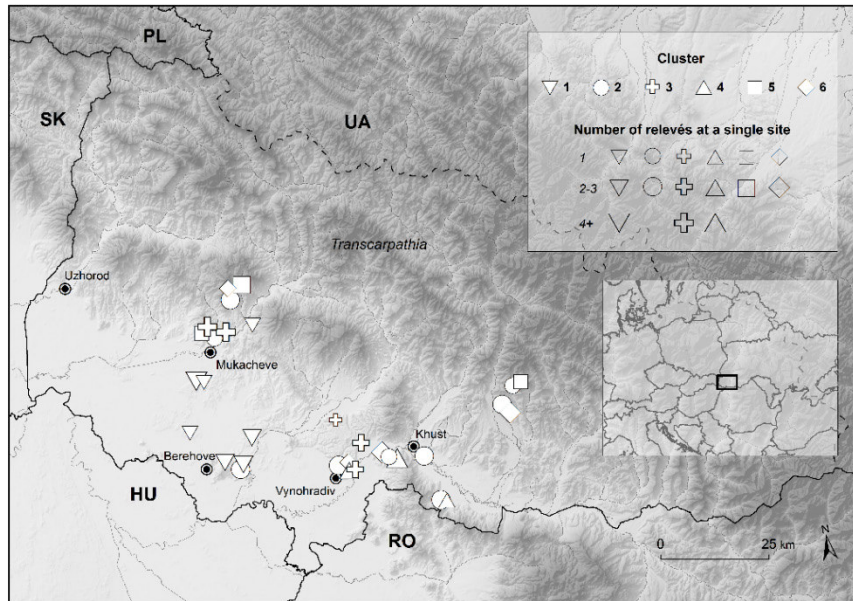 PL
SK
UA
Cluster
1 2 3 4 5 6
Number of relevés at a single site
1
2-3
4+
Transcarpathia
Uzhorod
Mukacheve
Khust
Berehove
Vynohradiv
HU
RO
N
0 25 km